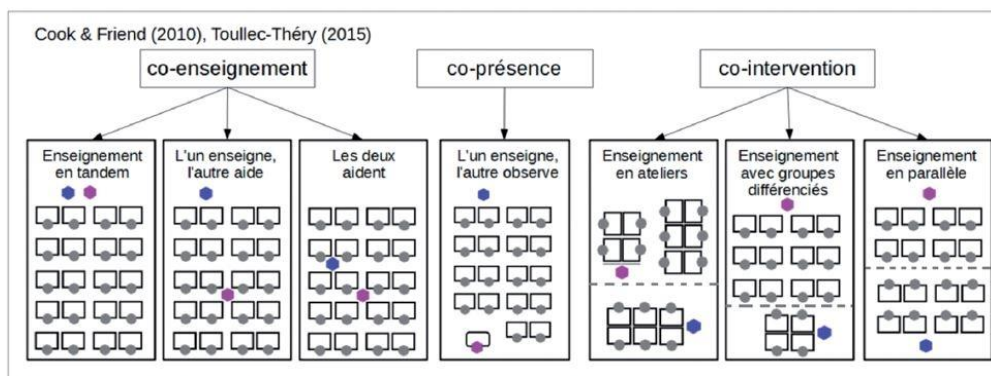 Cook & Friend (2010), Toullec-Théry (2015)
co-enseignement
co-présence
co-intervention
Enseignement
en tandem
L'un enseigne,
l'autre aide
Les deux
aident
L'un enseigne,
l'autre observe
Enseignement
en ateliers
Enseignement
avec groupes
différenciés
Enseignement
en parallèle